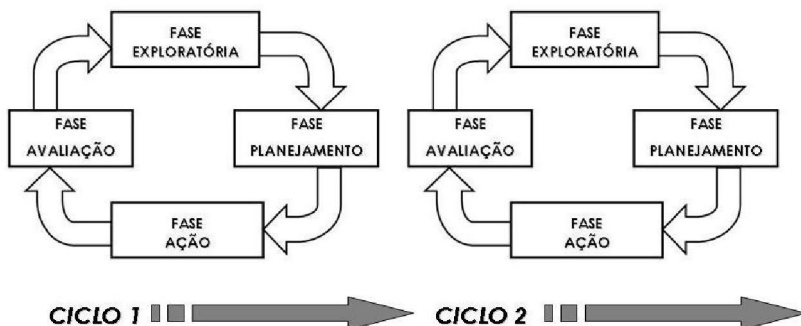 FASE
EXPLORATÓRIA
FASE
AVALIAÇÃO
FASE
PLANEJAMENTO
FASE
AÇÃO
FASE
EXPLORATÓRIA
FASE
AVALIAÇÃO
FASE
PLANEJAMENTO
FASE
AÇÃO
CICLO 1
CICLO 2